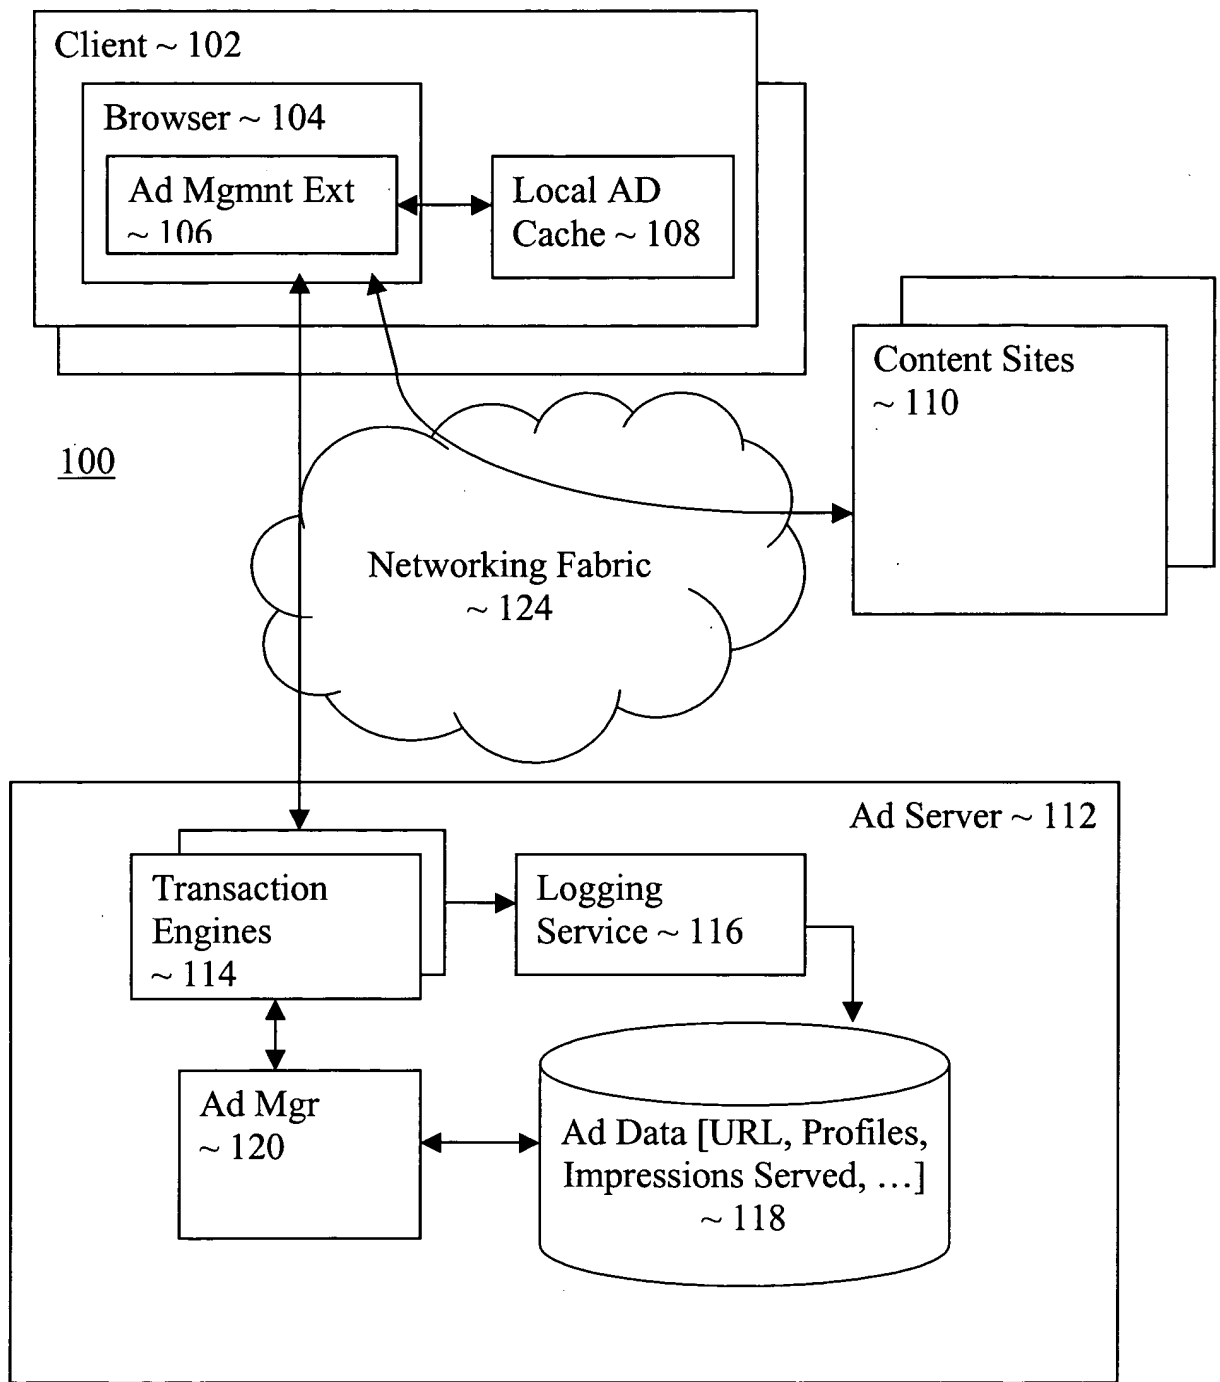 Client ~ 102
Browser ~ 104
Ad Mgmnt Ext
~ 106
Local AD
Cache ~ 108
Content Sites
~ 110
100
Networking Fabric
~ 124
Ad Server ~ 112
Transaction
Engines
~ 114
Logging
Service ~ 116
Ad Mgr
~ 120
Ad Data [URL, Profiles,
Impressions Served, …]
~ 118